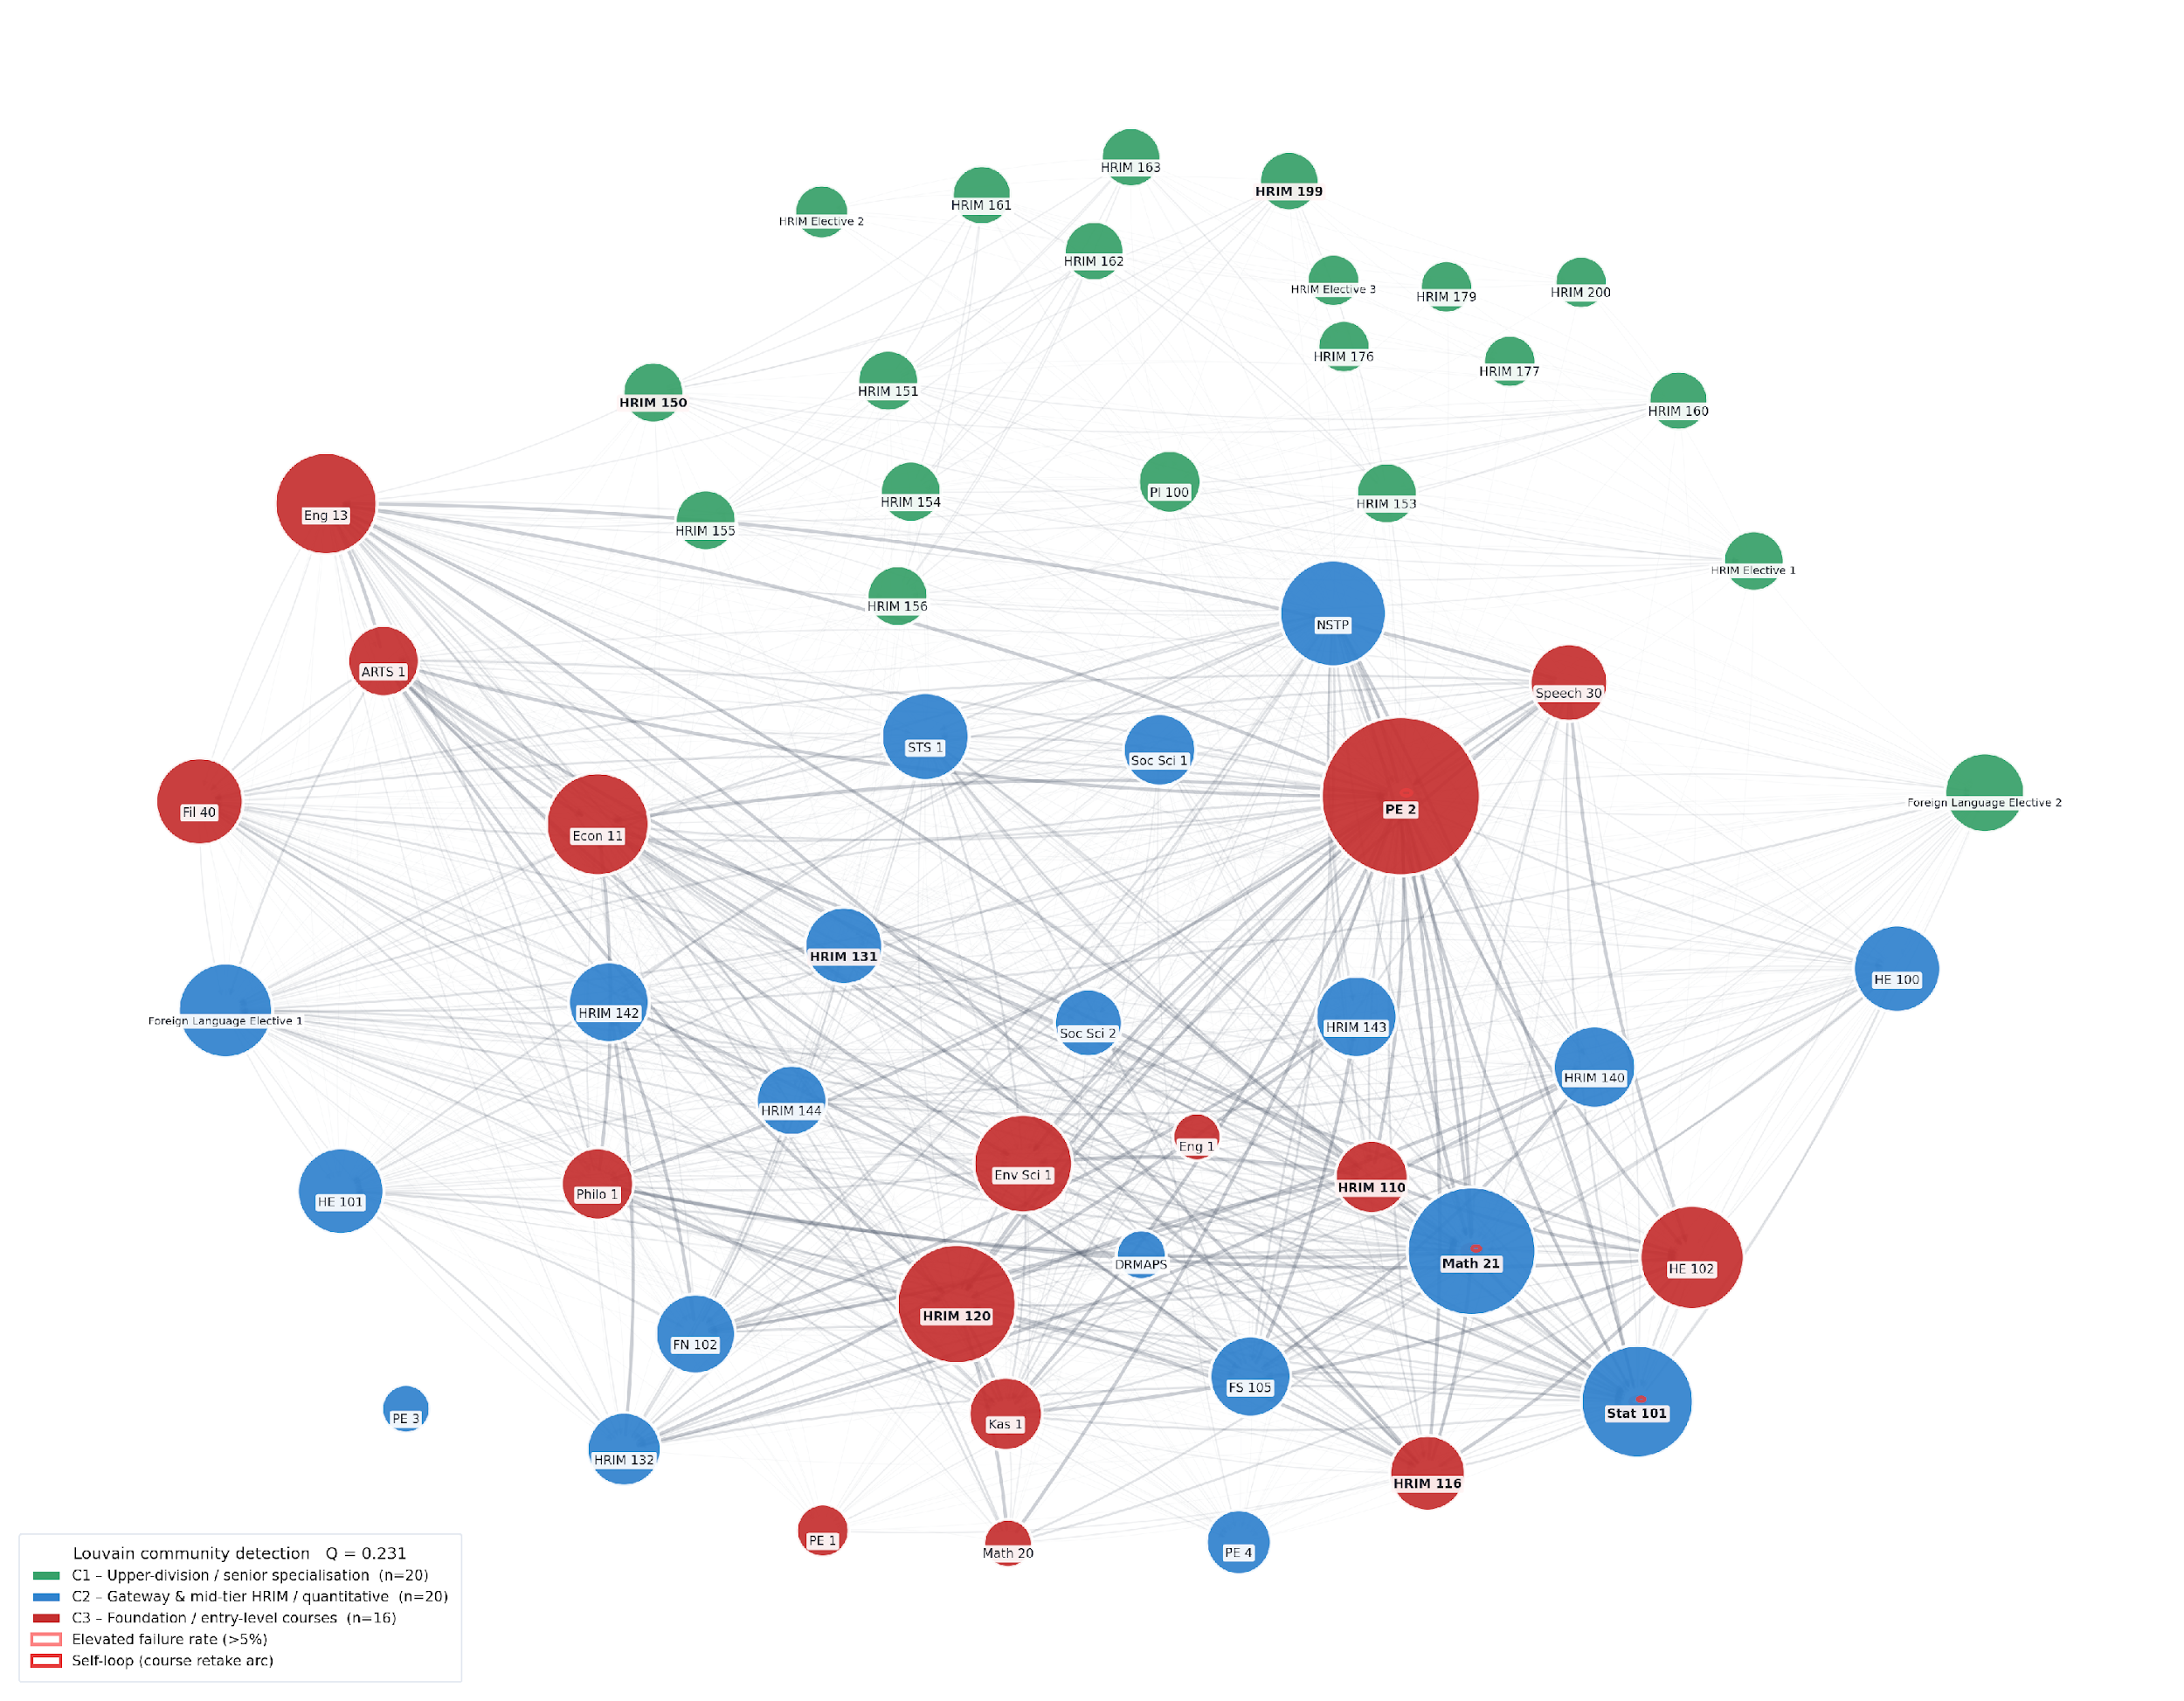 HRIM 163
HRIM 199
HRIM 161
HRIM Elective 2
HRIM 162
HRIM Elective 3
HRIM 179
HRIM 200
HRIM 176
HRIM 177
HRIM 151
HRIM 150
HRIM 160
PI 100
HRIM 154
HRIM 153
Eng 13
HRIM 155
HRIM Elective 1
HRIM 156
NSTP
ARTS 1
Speech 30
STS 1
Soc Sci 1
Foreign Language Elective 2
PE 2
Fil 40
Econ 11
HRIM 131
HE 100
HRIM 142
Foreign Language Elective 1
HRIM 143
Soc Sci 2
HRIM 140
HRIM 144
Eng 1
Env Sci 1
HRIM 110
Philo 1
HE 101
Math 21
DRMAPS
HE 102
HRIM 120
FN 102
FS 105
Stat 101
PE 3
Kas 1
HRIM 132
HRIM 116
PE 1
Math 20
PE 4
Louvain community detection Q = 0.231
C1 – Upper-division / senior specialisation (n=20)
C2 – Gateway & mid-tier HRIM / quantitative (n=20)
C3 – Foundation / entry-level courses (n=16)
Elevated failure rate (>5%)
Self-loop (course retake arc)